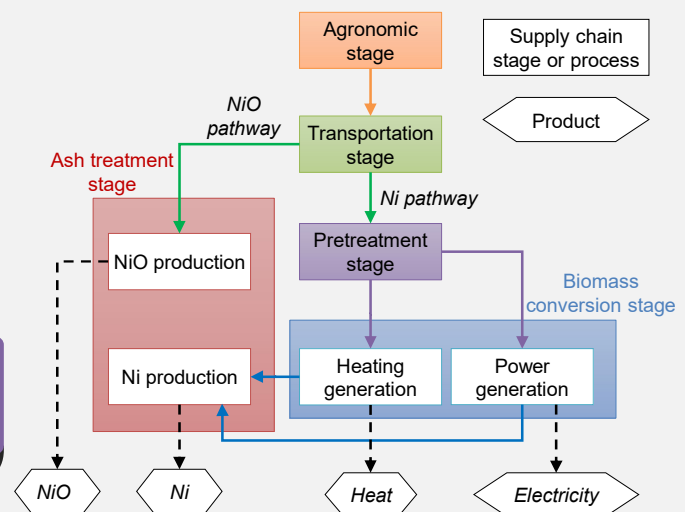 Agronomic
stage
Supply chain
stage or process
NiO
pathway
Transportation
stage
Product
Ash treatment
stage
Ni pathway
Pretreatment
stage
NiO production
Biomass
conversion stage
Ni production
Heating
generation
Power
generation
NiO
Ni
Heat
Electricity